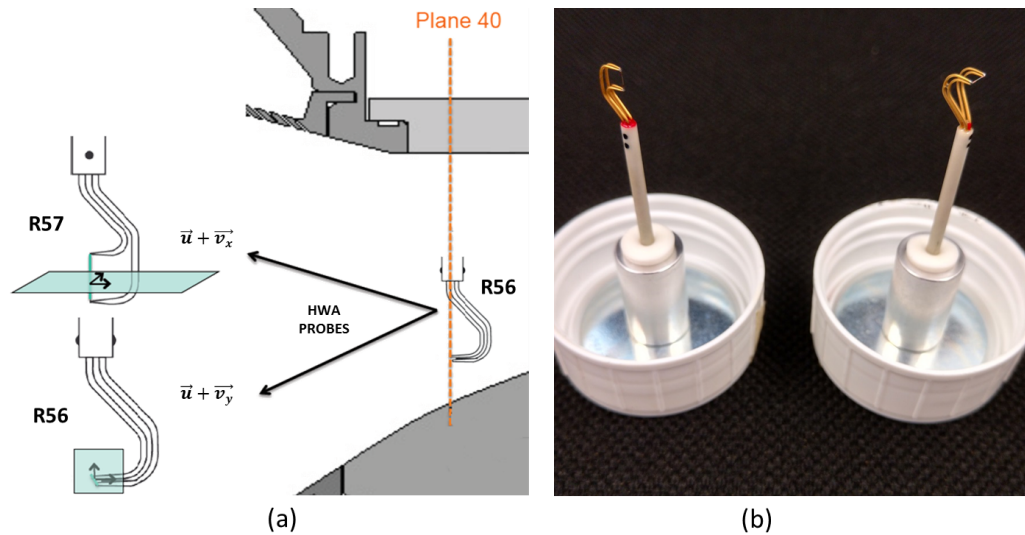 Plane 40
R57
u + vx
R56
HWA
PROBES
u + vy
R56
(a)
(b)